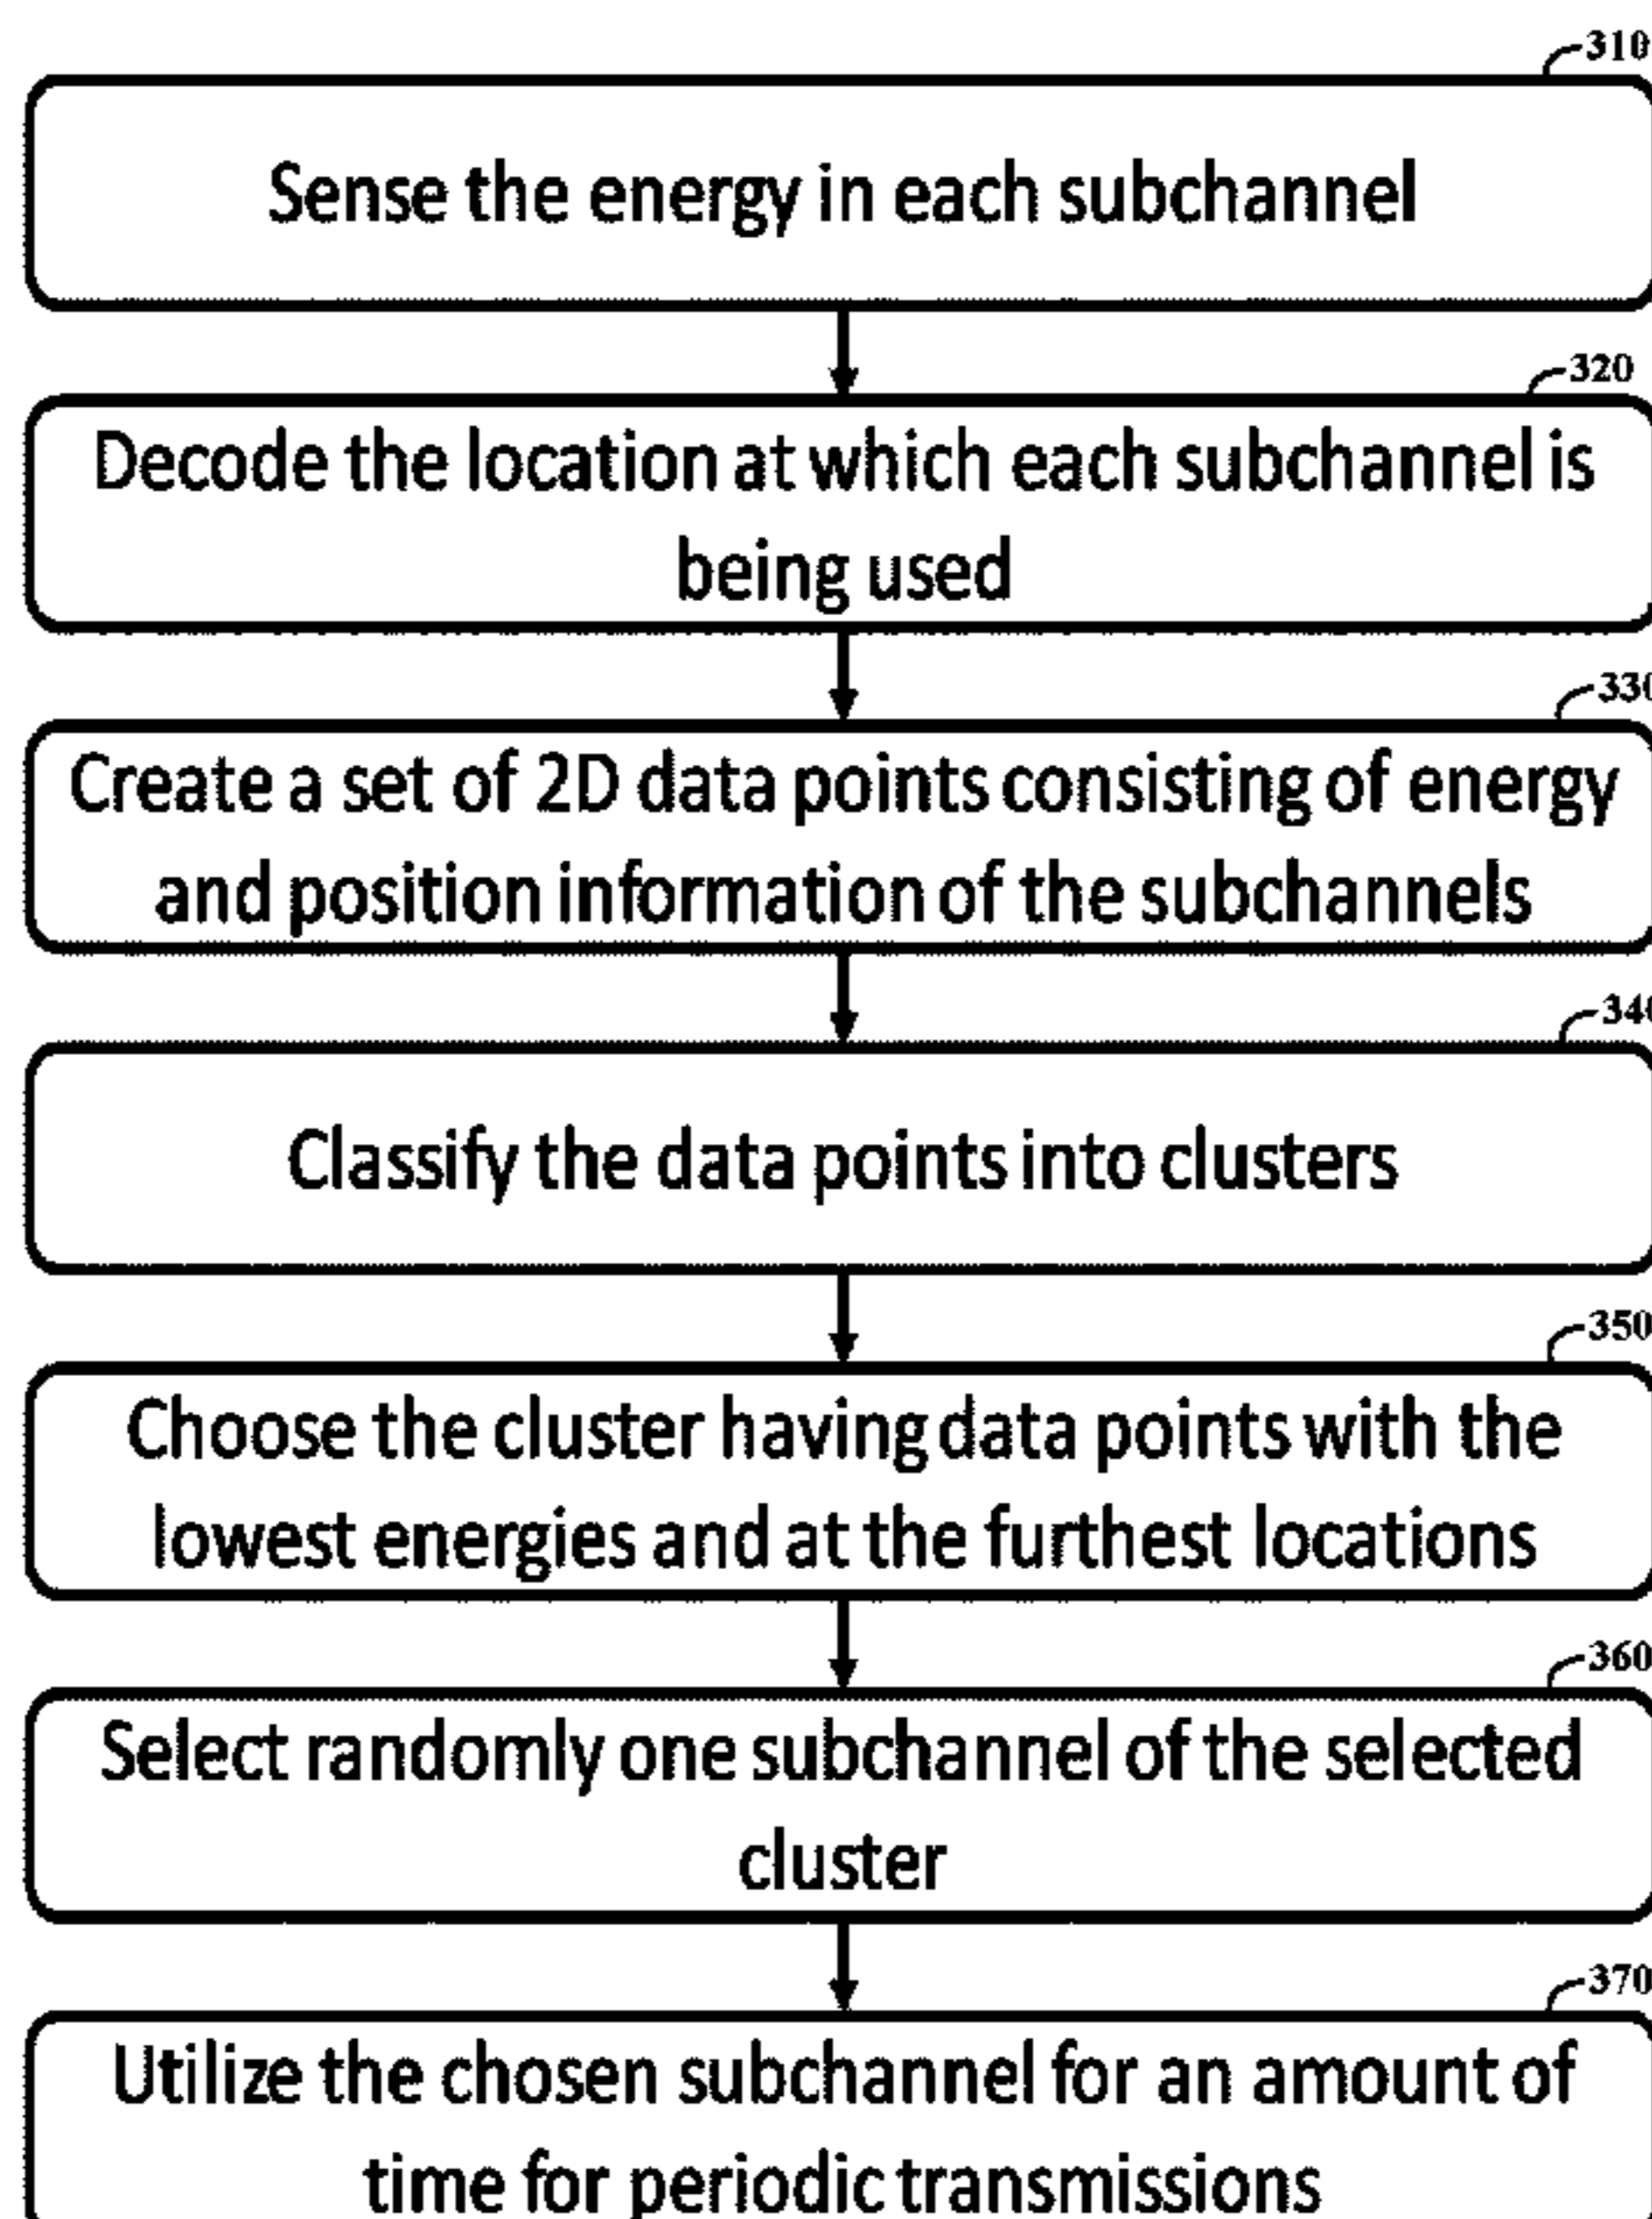 310
Sense the energy in each subchannel
320
Decode the location at which each subchannel is
being used
330
Create a set of 2D data points consisting of energy
and position information of the subchannels
340
Classify the data points into clusters
350
Choose the cluster having data points with the
lowest energies and at the furthest locations
360
Select randomly one subchannel of the selected
cluster
370
Utilize the chosen subchannel for an amount of
time for periodic transmissions